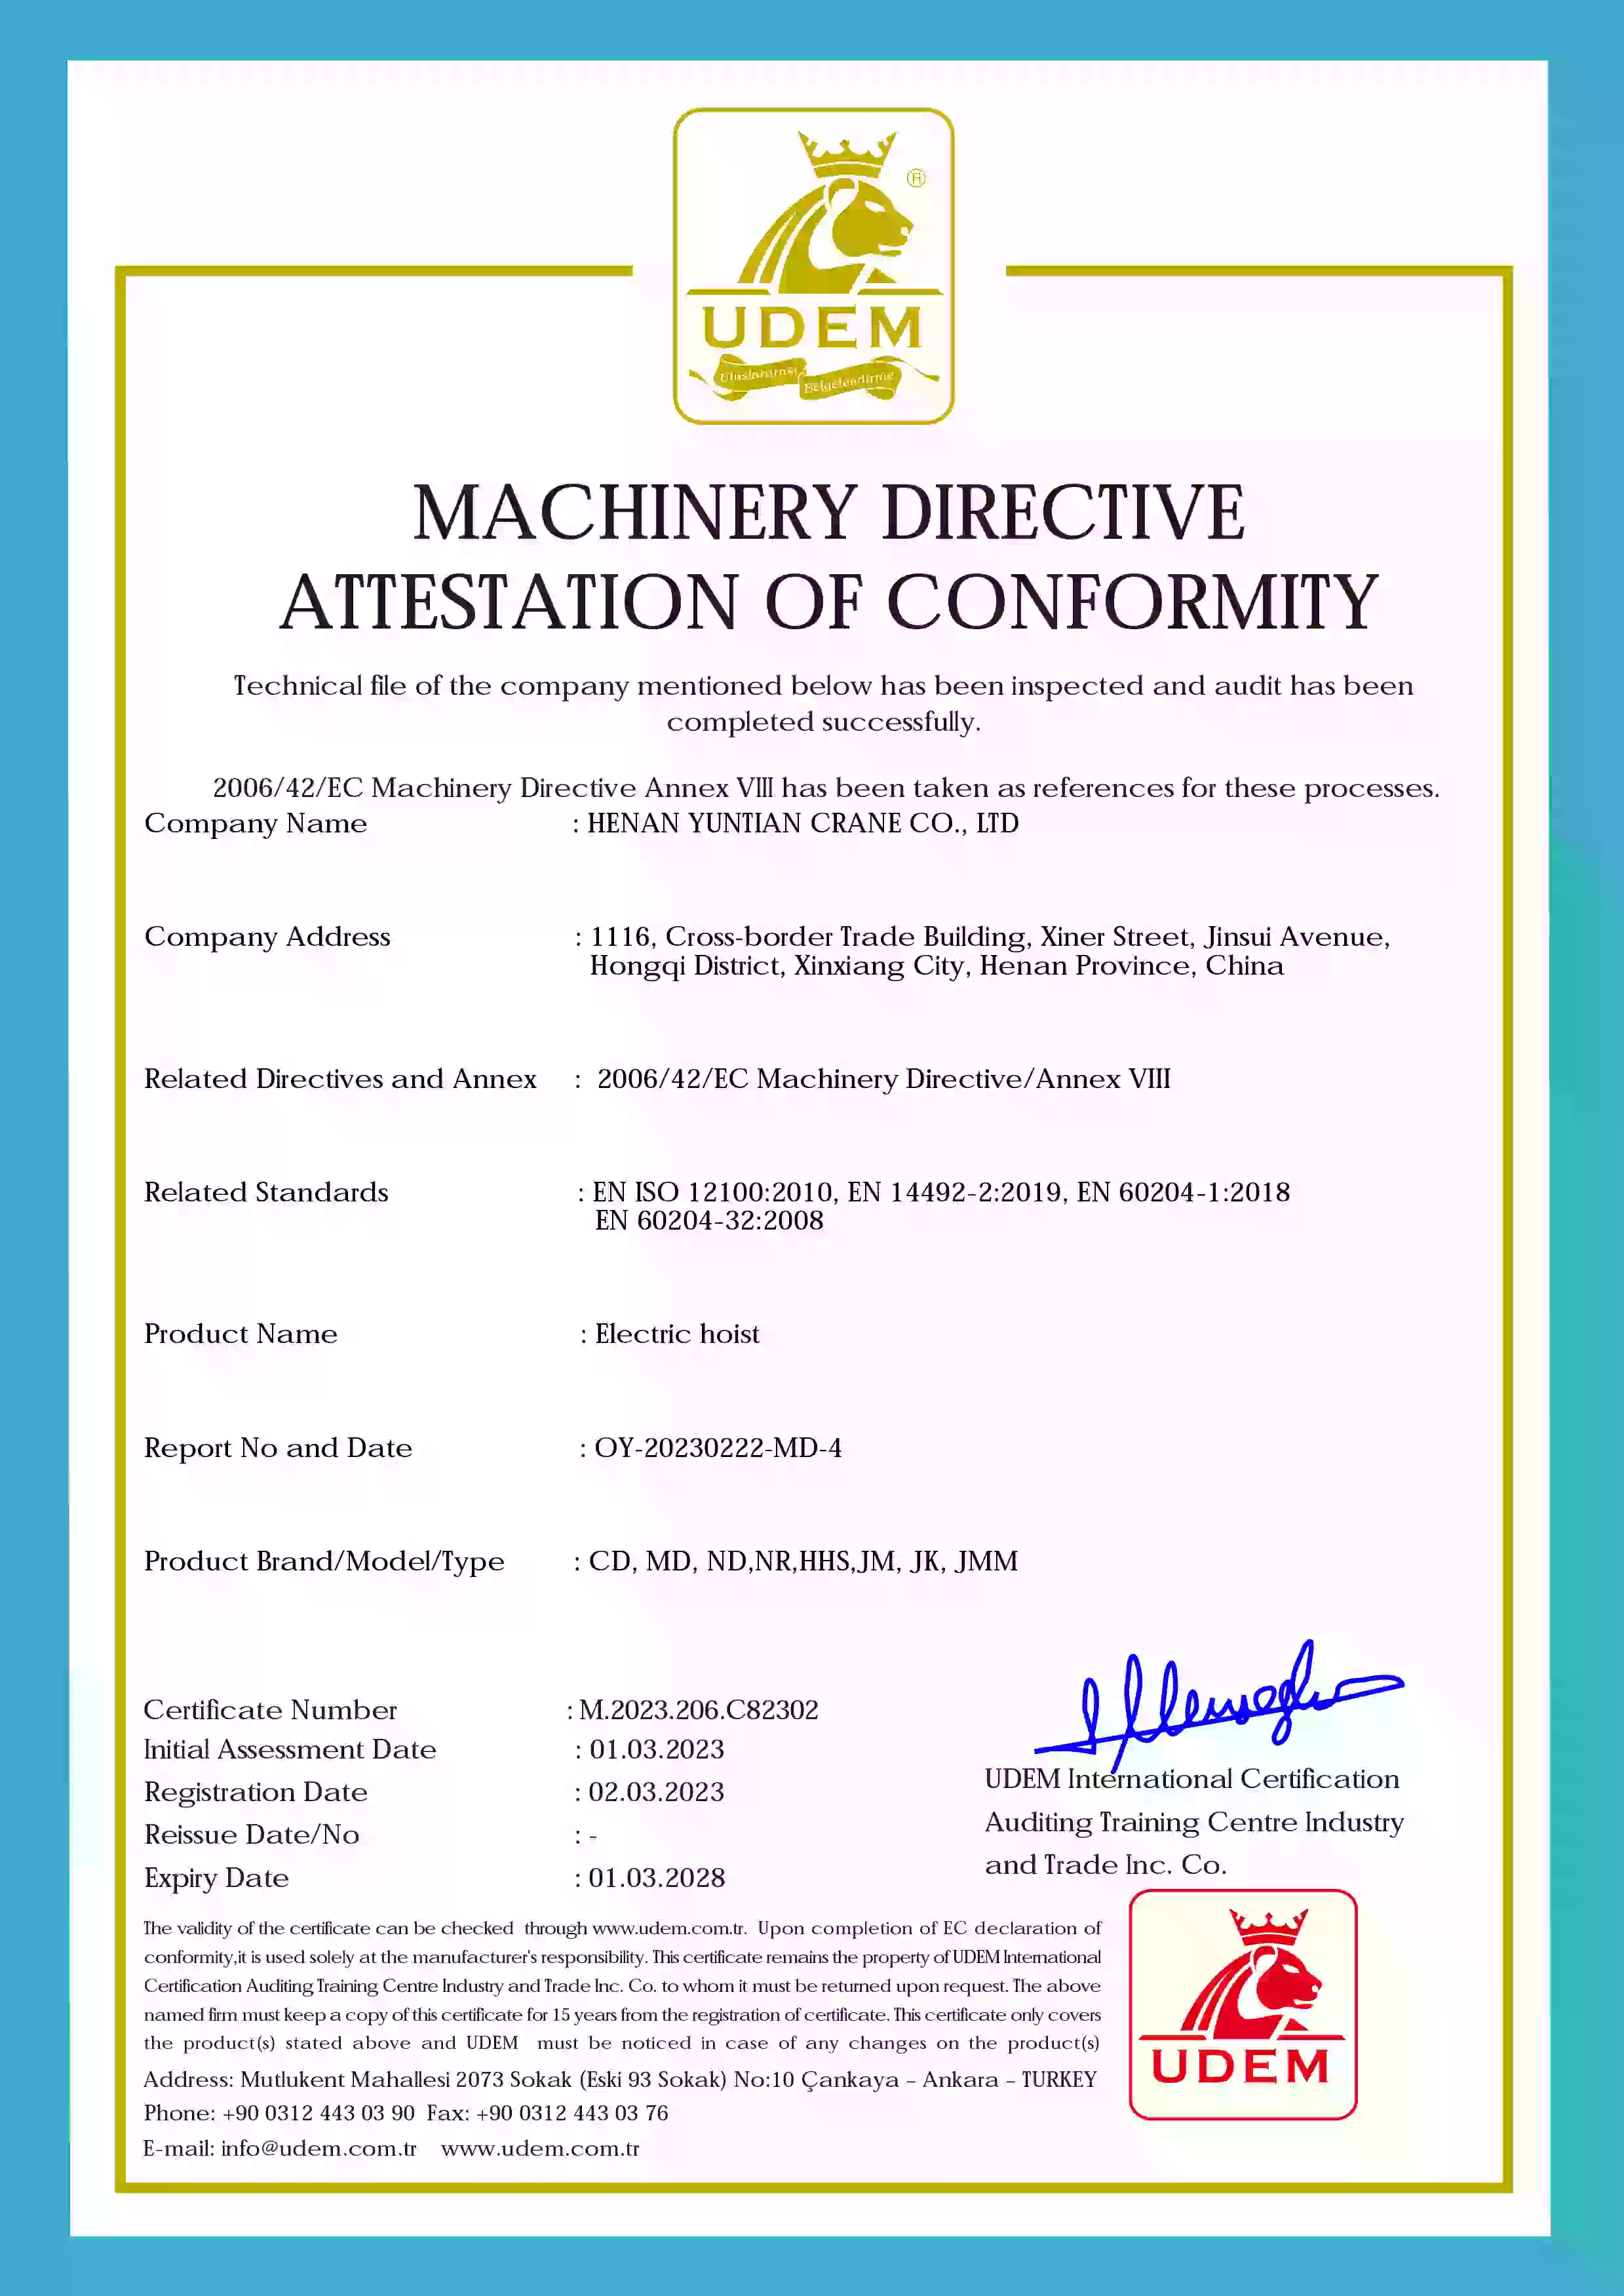 ®
UDEM
Uluslararası
Belgelendirme
MACHINERY DIRECTIVE
ATTESTATION OF CONFORMITY
Technical file of the company mentioned below has been inspected and audit has been
completed successfully.
2006/42/EC Machinery Directive Annex VIII has been taken as references for these processes.
Company Name : HENAN YUNTIAN CRANE CO., LTD
Company Address : 1116, Cross-border Trade Building, Xiner Street, Jinsui Avenue,
Hongqi District, Xinxiang City, Henan Province, China
Related Directives and Annex : 2006/42/EC Machinery Directive/Annex VIII
Related Standards : EN ISO 12100:2010, EN 14492-2:2019, EN 60204-1:2018
EN 60204-32:2008
Product Name : Electric hoist
Report No and Date : OY-20230222-MD-4
Product Brand/Model/Type : CD, MD, ND,NR,HHS,JM, JK, JMM
Certificate Number : M.2023.206.C82302
Initial Assessment Date : 01.03.2023
Registration Date : 02.03.2023
Reissue Date/No : -
Expiry Date : 01.03.2028
UDEM International Certification
Auditing Training Centre Industry
and Trade Inc. Co.
The validity of the certificate can be checked through www.udem.com.tr. Upon completion of EC declaration of
conformity,it is used solely at the manufacturer's responsibility. This certificate remains the property of UDEM International
Certification Auditing Training Centre Industry and Trade Inc. Co. to whom it must be returned upon request. The above
named firm must keep a copy of this certificate for 15 years from the registration of certificate. This certificate only covers
the product(s) stated above and UDEM must be noticed in case of any changes on the product(s)
Address: Mutlukent Mahallesi 2073 Sokak (Eski 93 Sokak) No:10 Çankaya – Ankara – TURKEY
Phone: +90 0312 443 03 90 Fax: +90 0312 443 03 76
E-mail: info@udem.com.tr www.udem.com.tr
UDEM